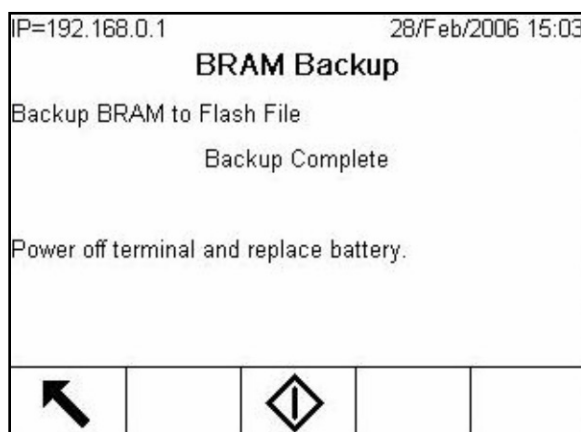 IP=192.168.0.1 28/Feb/2006 15:03
BRAM Backup
Backup BRAM to Flash File
Backup Complete
Power off terminal and replace battery.